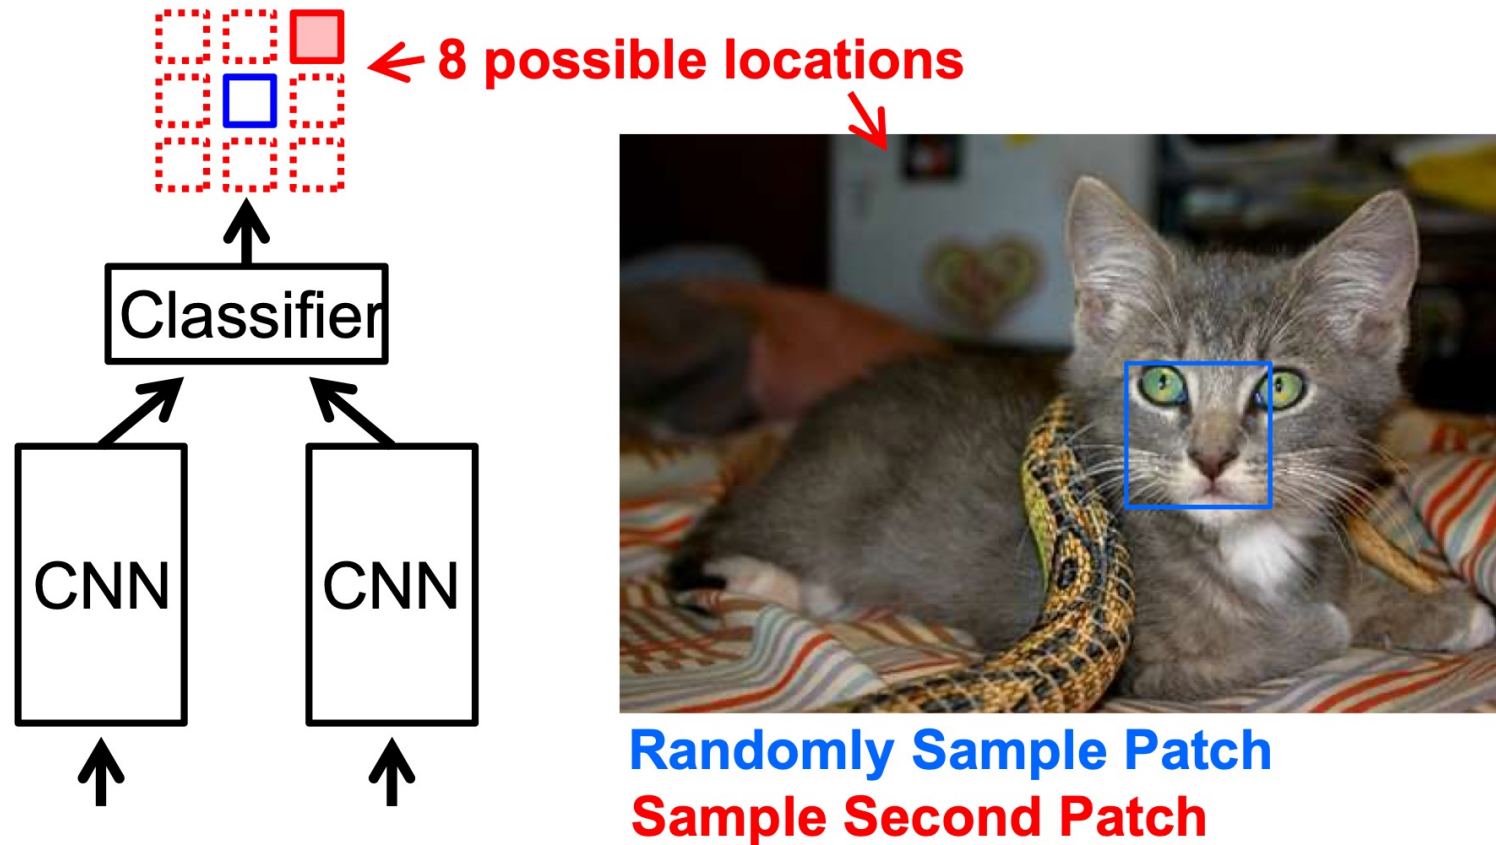 8 possible locations
Classifier
CNN
CNN
Randomly Sample Patch
Sample Second Patch